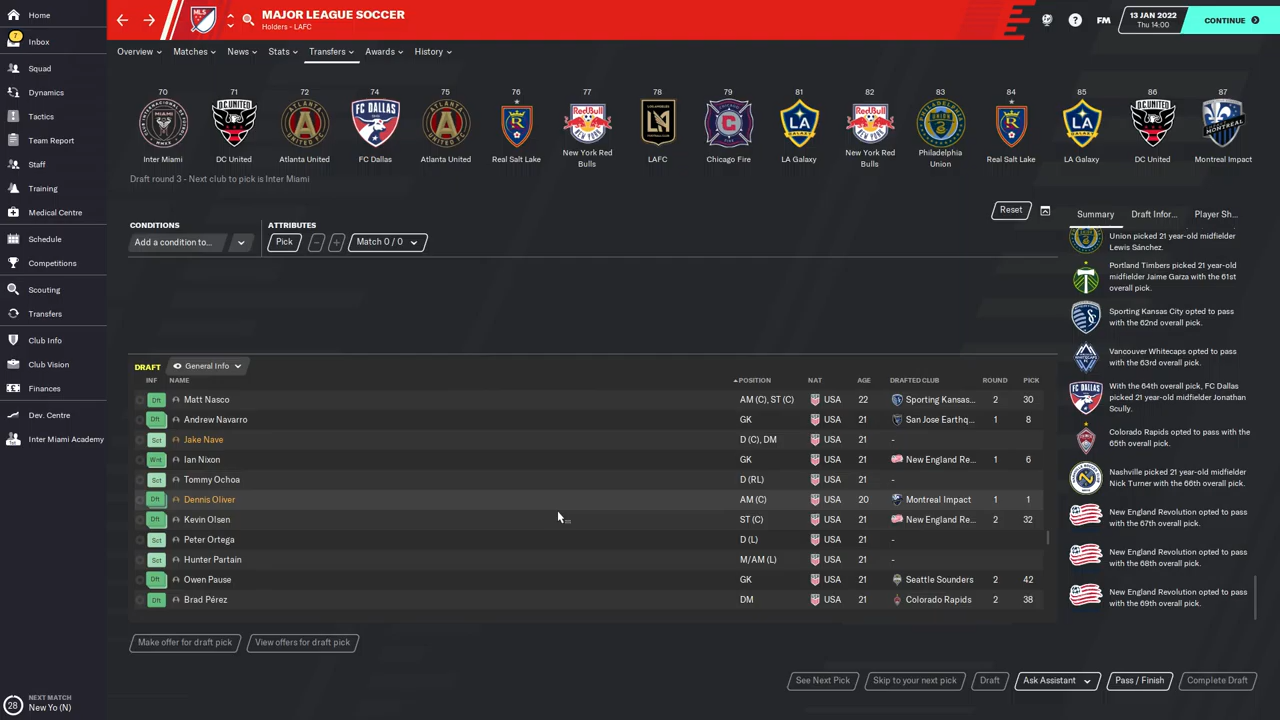 MAJOR LEAGUE SOCCER
Holders - LAFC
FM
13 JAN 2022
Thu 14:00
CONTINUE
Home
7
Inbox
Squad
Dynamics
Tactics
Team Report
Staff
Training
Medical Centre
Schedule
Competitions
Scouting
Transfers
Club Info
Club Vision
Finances
Dev. Centre
Inter Miami Academy
28
NEXT MATCH
New Yo (N)
Overview Matches News Stats Transfers Awards History
70 71 72 74 75 76 77 78 79 81 82 83 84 85 86 87
Inter Miami DC United Atlanta United FC Dallas Atlanta United Real Salt Lake New York Red Bulls LAFC Chicago Fire LA Galaxy New York Red Bulls Philadelphia Union Real Salt Lake LA Galaxy DC United Montreal Impact
Draft round 3 - Next club to pick is Inter Miami
CONDITIONS ATTRIBUTES
Add a condition to... Pick Match 0 / 0
Reset
DRAFT General Info
INF NAME POSITION NAT AGE DRAFTED CLUB ROUND PICK
Dft Matt Nasco AM (C), ST (C) USA 22 Sporting Kansas... 2 30
Dft Andrew Navarro GK USA 21 San Jose Earthq... 1 8
Sct Jake Nave D (C), DM USA 21 -
Wnt Ian Nixon GK USA 21 New England Re... 1 6
Sct Tommy Ochoa D (RL) USA 21 -
Dft Dennis Oliver AM (C) USA 20 Montreal Impact 1 1
Dft Kevin Olsen ST (C) USA 21 New England Re... 2 32
Sct Peter Ortega D (L) USA 21 -
Sct Hunter Partain M/AM (L) USA 21 -
Dft Owen Pause GK USA 21 Seattle Sounders 2 42
Dft Brad Pérez DM USA 21 Colorado Rapids 2 38
Make offer for draft pick View offers for draft pick
See Next Pick Skip to your next pick Draft Ask Assistant Pass / Finish Complete Draft
Summary Draft Infor... Player Sh...
Union picked 21 year-old midfielder
Lewis Sánchez.
Portland Timbers picked 21 year-old
midfielder Jaime Garza with the 61st
overall pick.
Sporting Kansas City opted to pass
with the 62nd overall pick.
Vancouver Whitecaps opted to pass
with the 63rd overall pick.
With the 64th overall pick, FC Dallas
picked 21 year-old midfielder Jonathan
Scully.
Colorado Rapids opted to pass with the
65th overall pick.
Nashville picked 21 year-old midfielder
Nick Turner with the 66th overall pick.
New England Revolution opted to pass
with the 67th overall pick.
New England Revolution opted to pass
with the 68th overall pick.
New England Revolution opted to pass
with the 69th overall pick.